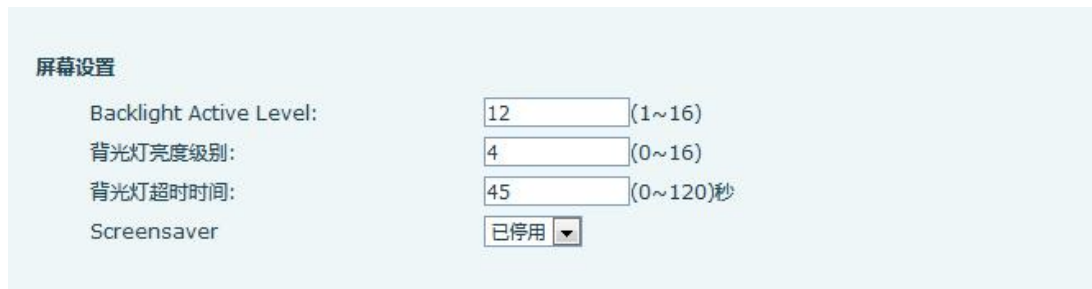 屏幕设置
Backlight Active Level: 12 (1~16)
背光灯亮度级别: 4 (0~16)
背光灯超时时间: 45 (0~120)秒
Screensaver 已停用